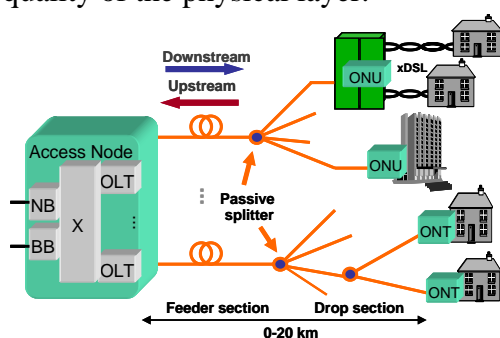 quality of the physical layer.
Downstream
Upstream
xDSL
ONU
Access Node
OLT
NB
X
BB
OLT
Passive
splitter
ONU
ONT
ONT
Feeder section
Drop section
0-20 km